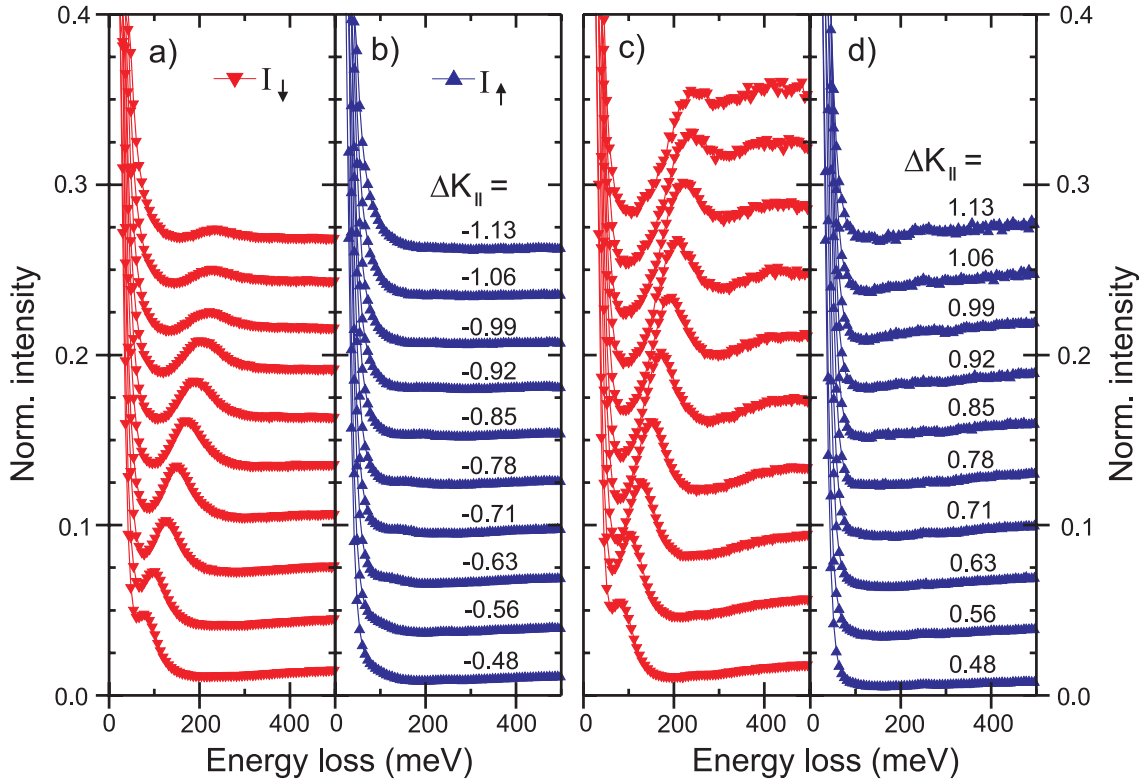 0.4
0.3
0.2
0.1
0.0
Norm. intensity
a)
I↓
0 200 400
b)
I↑
ΔK∥ =
-1.13
-1.06
-0.99
-0.92
-0.85
-0.78
-0.71
-0.63
-0.56
-0.48
0 200 400
Energy loss (meV)
c)
0 200 400
d)
ΔK∥ =
1.13
1.06
0.99
0.92
0.85
0.78
0.71
0.63
0.56
0.48
0 200 400
Energy loss (meV)
0.4
0.3
0.2
0.1
0.0
Norm. intensity